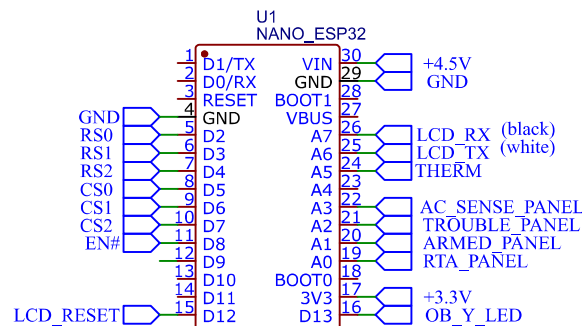 U1
NANO_ESP32
1 D1/TX VIN 30 +4.5V
2 D0/RX GND 29 GND
3 RESET BOOT1 28
GND 4 GND VBUS 27
RS0 5 D2 A7 26 LCD_RX (black)
RS1 6 D3 A6 25 LCD_TX (white)
RS2 7 D4 A5 24 THERM
CS0 8 D5 A4 23
CS1 9 D6 A3 22 AC_SENSE_PANEL
CS2 10 D7 A2 21 TROUBLE_PANEL
EN# 11 D8 A1 20 ARMED_PANEL
12 D9 A0 19 RTA_PANEL
13 D10 BOOT0 18
14 D11 3V3 17 +3.3V
LCD_RESET 15 D12 D13 16 OB_Y_LED